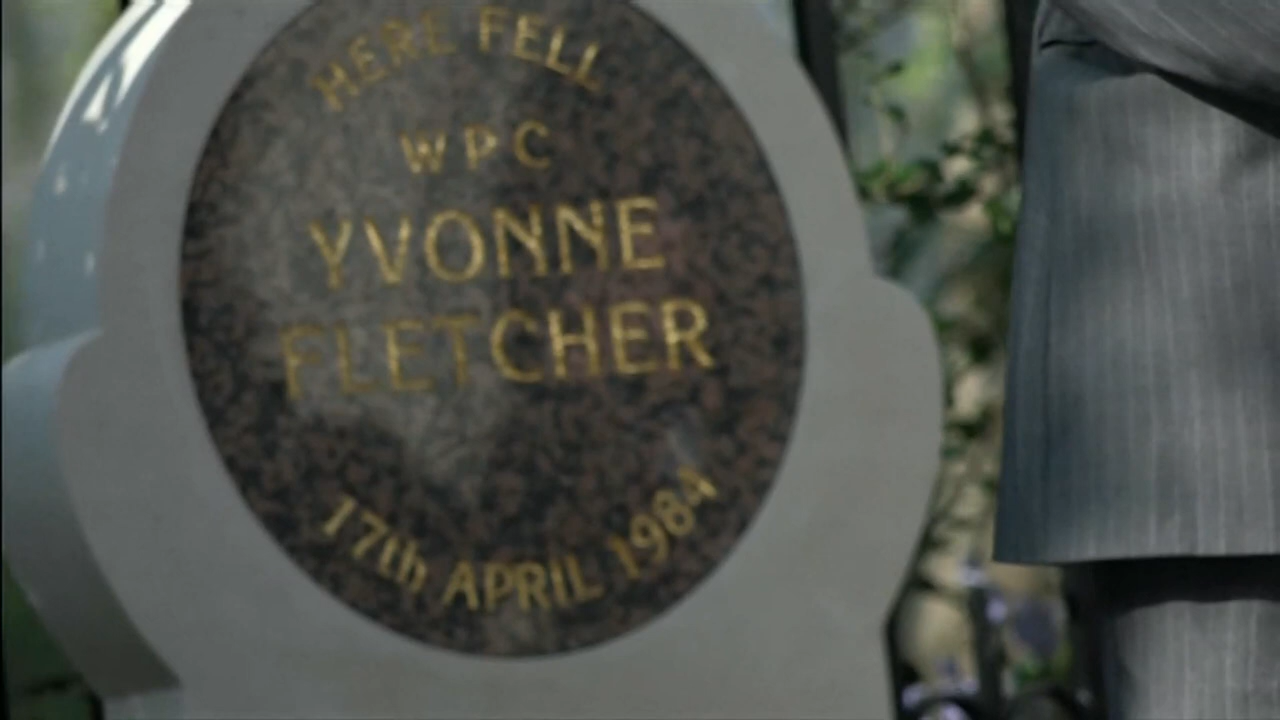 HERE FELL
WPC
YVONNE
FLETCHER
17th APRIL 1984